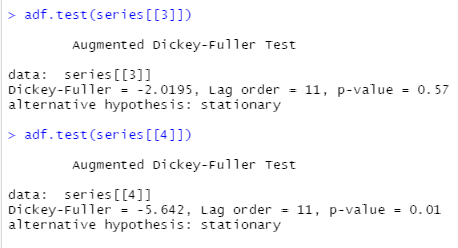 > adf.test(series[[3]])
Augmented Dickey-Fuller Test
data:  series[[3]]
Dickey-Fuller = -2.0195, Lag order = 11, p-value = 0.57
alternative hypothesis: stationary
> adf.test(series[[4]])
Augmented Dickey-Fuller Test
data:  series[[4]]
Dickey-Fuller = -5.642, Lag order = 11, p-value = 0.01
alternative hypothesis: stationary